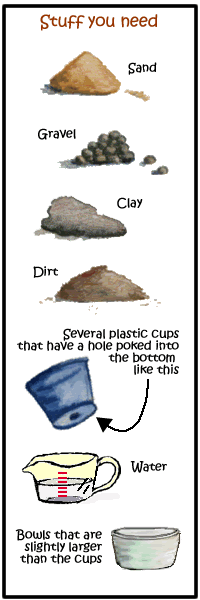 Stuff you need
Sand
Gravel
Clay
Dirt
Several plastic cups
that have a hole poked into
the bottom
like this
Water
Bowls that are
slightly larger
than the cups